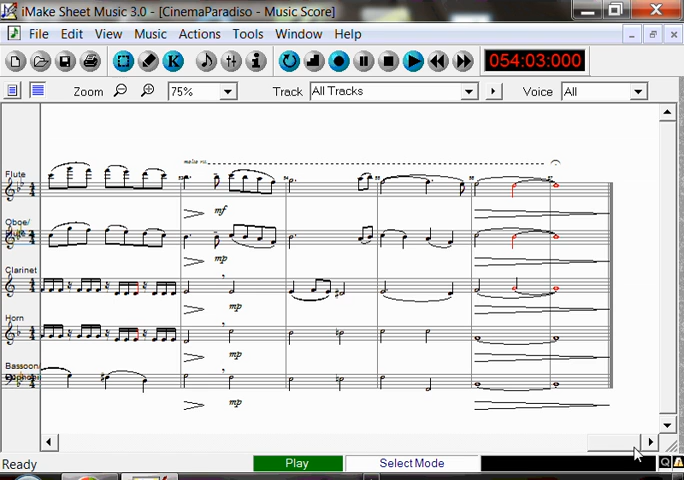 iMake Sheet Music 3.0 - [CinemaParadiso - Music Score]
File Edit View Music Actions Tools Window Help
K
054:03:000
Zoom 75% Track All Tracks Voice All
Flute
mf
Oboe/
mp
Clarinet
mp
Horn
mp
Bassoon/
mp
Ready Play Select Mode